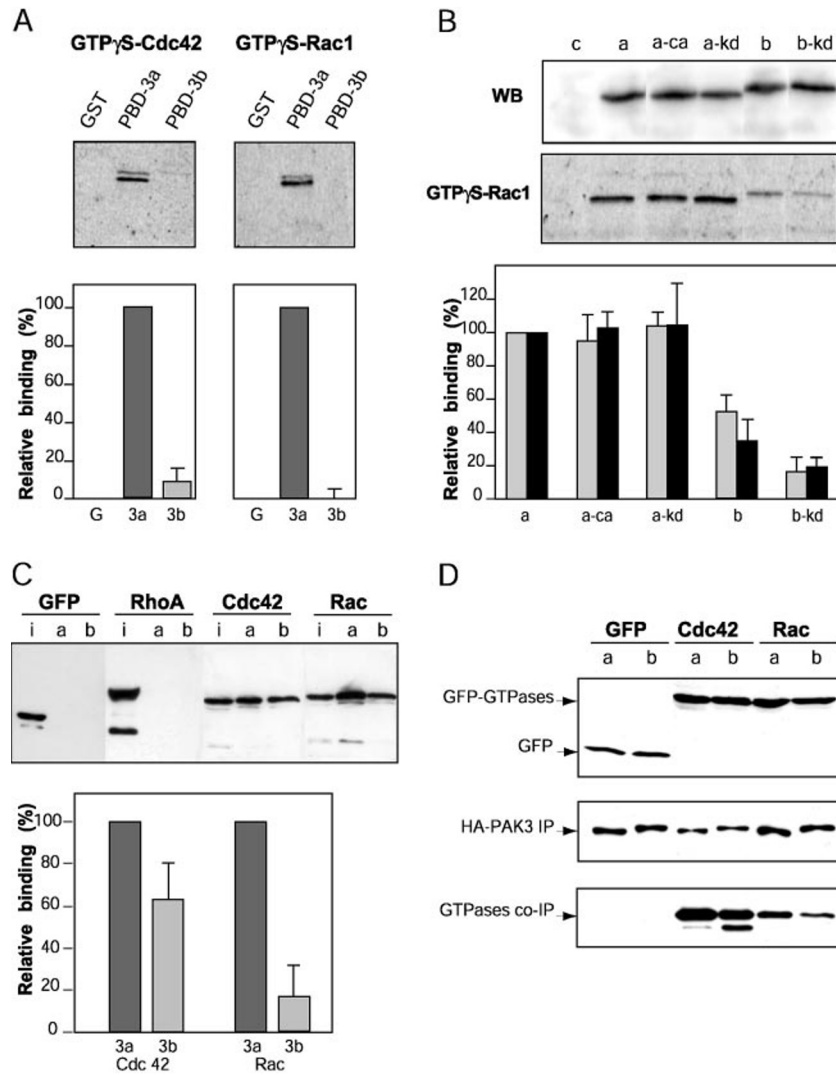 A
GTPγS-Cdc42 GTPγS-Rac1
GST PBD-3a PBD-3b GST PBD-3a PBD-3b
Relative binding (%)
100
80
60
40
20
0
G 3a 3b G 3a 3b
B
c a a-ca a-kd b b-kd
WB
GTPγS-Rac1
Relative binding (%)
120
100
80
60
40
20
0
a a-ca a-kd b b-kd
C
GFP RhoA Cdc42 Rac
i a b i a b i a b i a b
Relative binding (%)
100
80
60
40
20
0
3a 3b 3a 3b
Cdc 42 Rac
D
GFP Cdc42 Rac
a b a b a b
GFP-GTPases
GFP
HA-PAK3 IP
GTPases co-IP